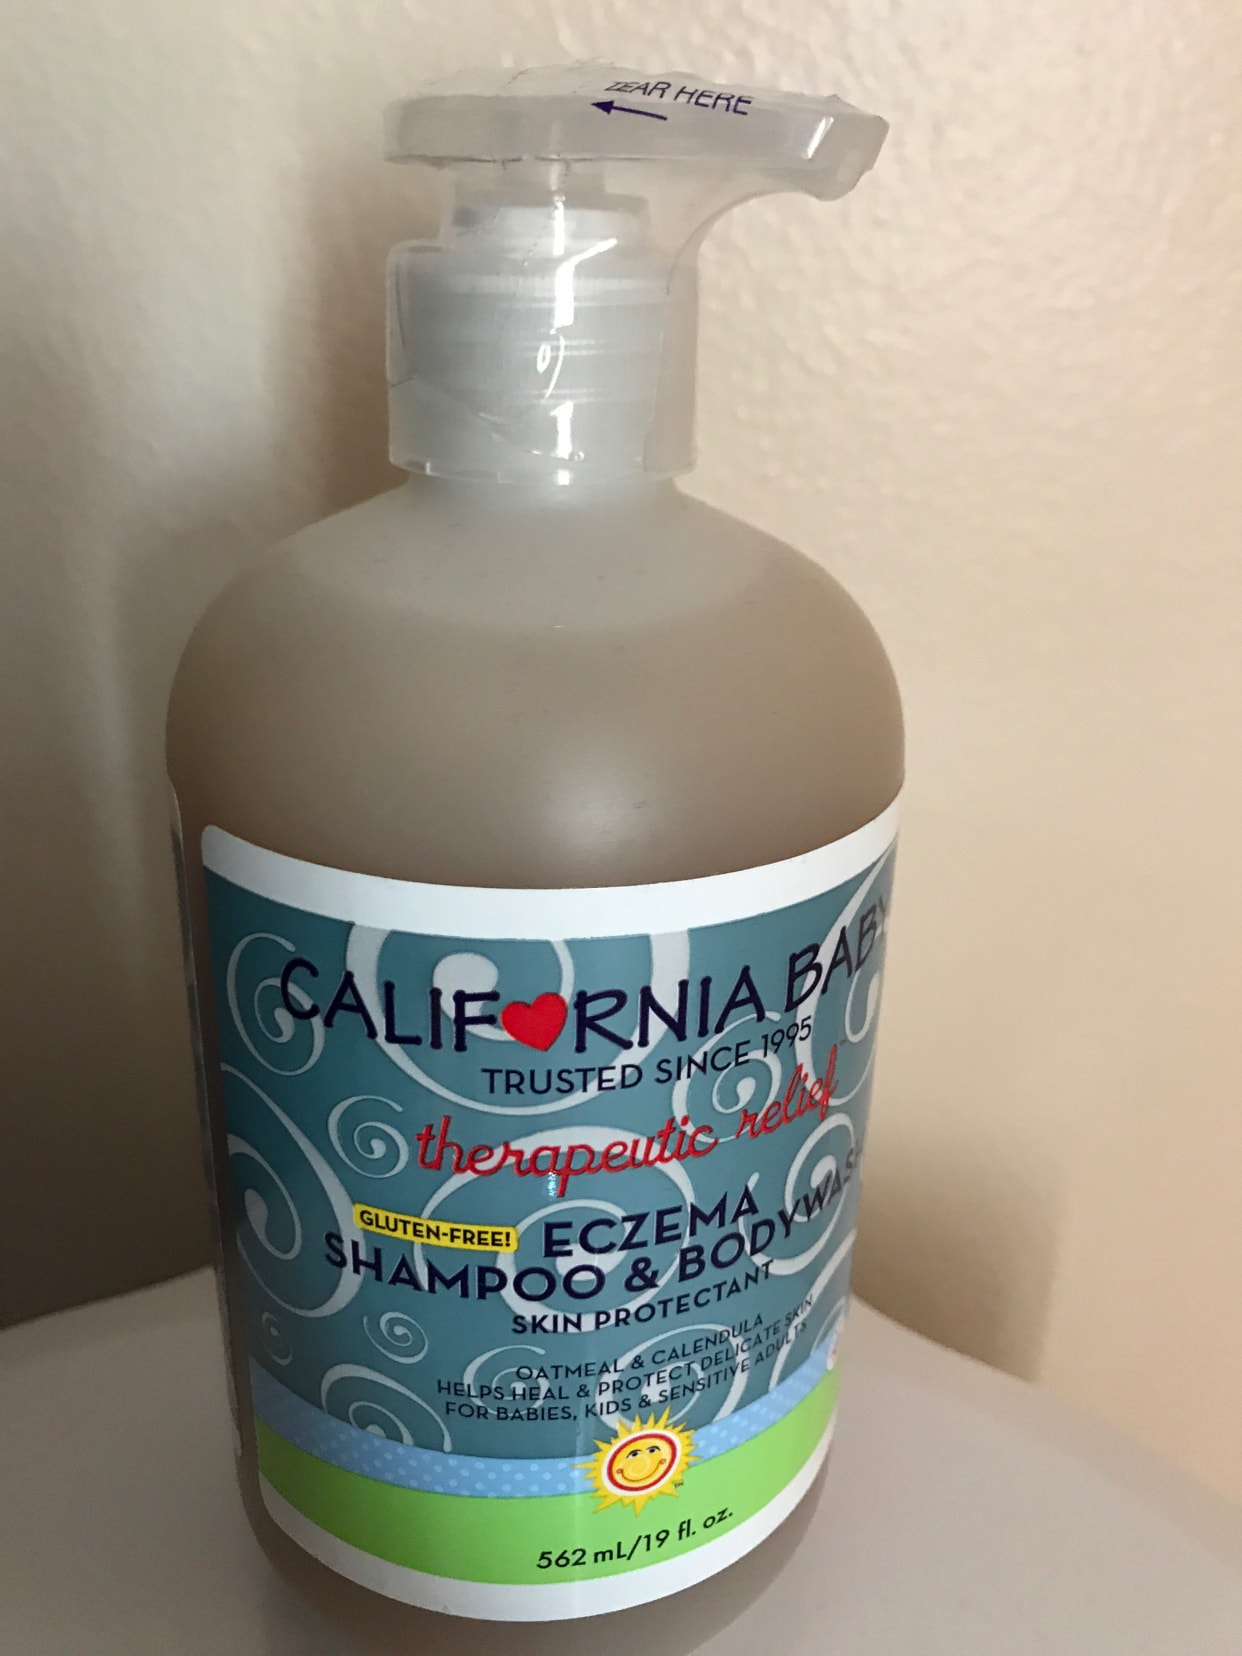 TEAR HERE
CALIFORNIA BABY
TRUSTED SINCE 1995
therapeutic relief™
GLUTEN-FREE! ECZEMA
SHAMPOO & BODYWASH
SKIN PROTECTANT
OATMEAL & CALENDULA
HELPS HEAL & PROTECT DELICATE SKIN
FOR BABIES, KIDS & SENSITIVE ADULTS
562 mL/19 fl. oz.